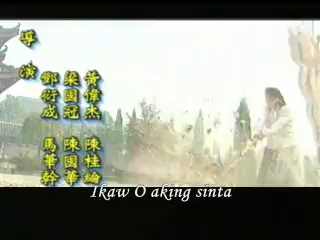 導演
黃偉杰
梁國冠
鄧衍成
陳桂綸
陳國華
馬華幹
Ikaw O aking sinta